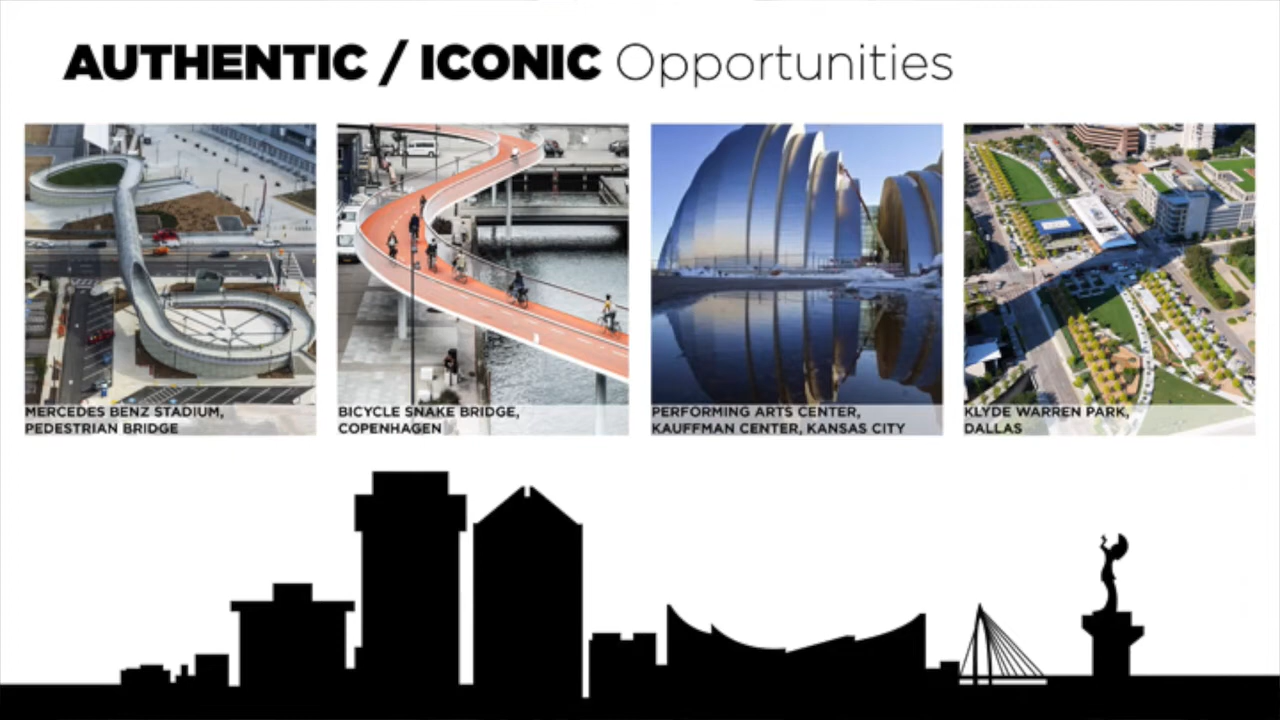 AUTHENTIC / ICONIC Opportunities
MERCEDES BENZ STADIUM,
PEDESTRIAN BRIDGE
BICYCLE SNAKE BRIDGE,
COPENHAGEN
PERFORMING ARTS CENTER,
KAUFFMAN CENTER, KANSAS CITY
KLYDE WARREN PARK,
DALLAS